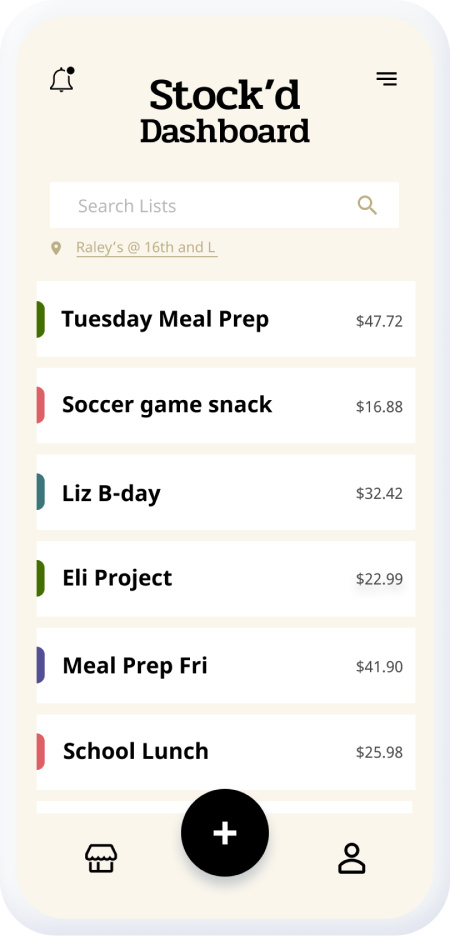 Stock’d
Dashboard
Search Lists
Raley’s @ 16th and L
Tuesday Meal Prep $47.72
Soccer game snack $16.88
Liz B-day $32.42
Eli Project $22.99
Meal Prep Fri $41.90
School Lunch $25.98
+